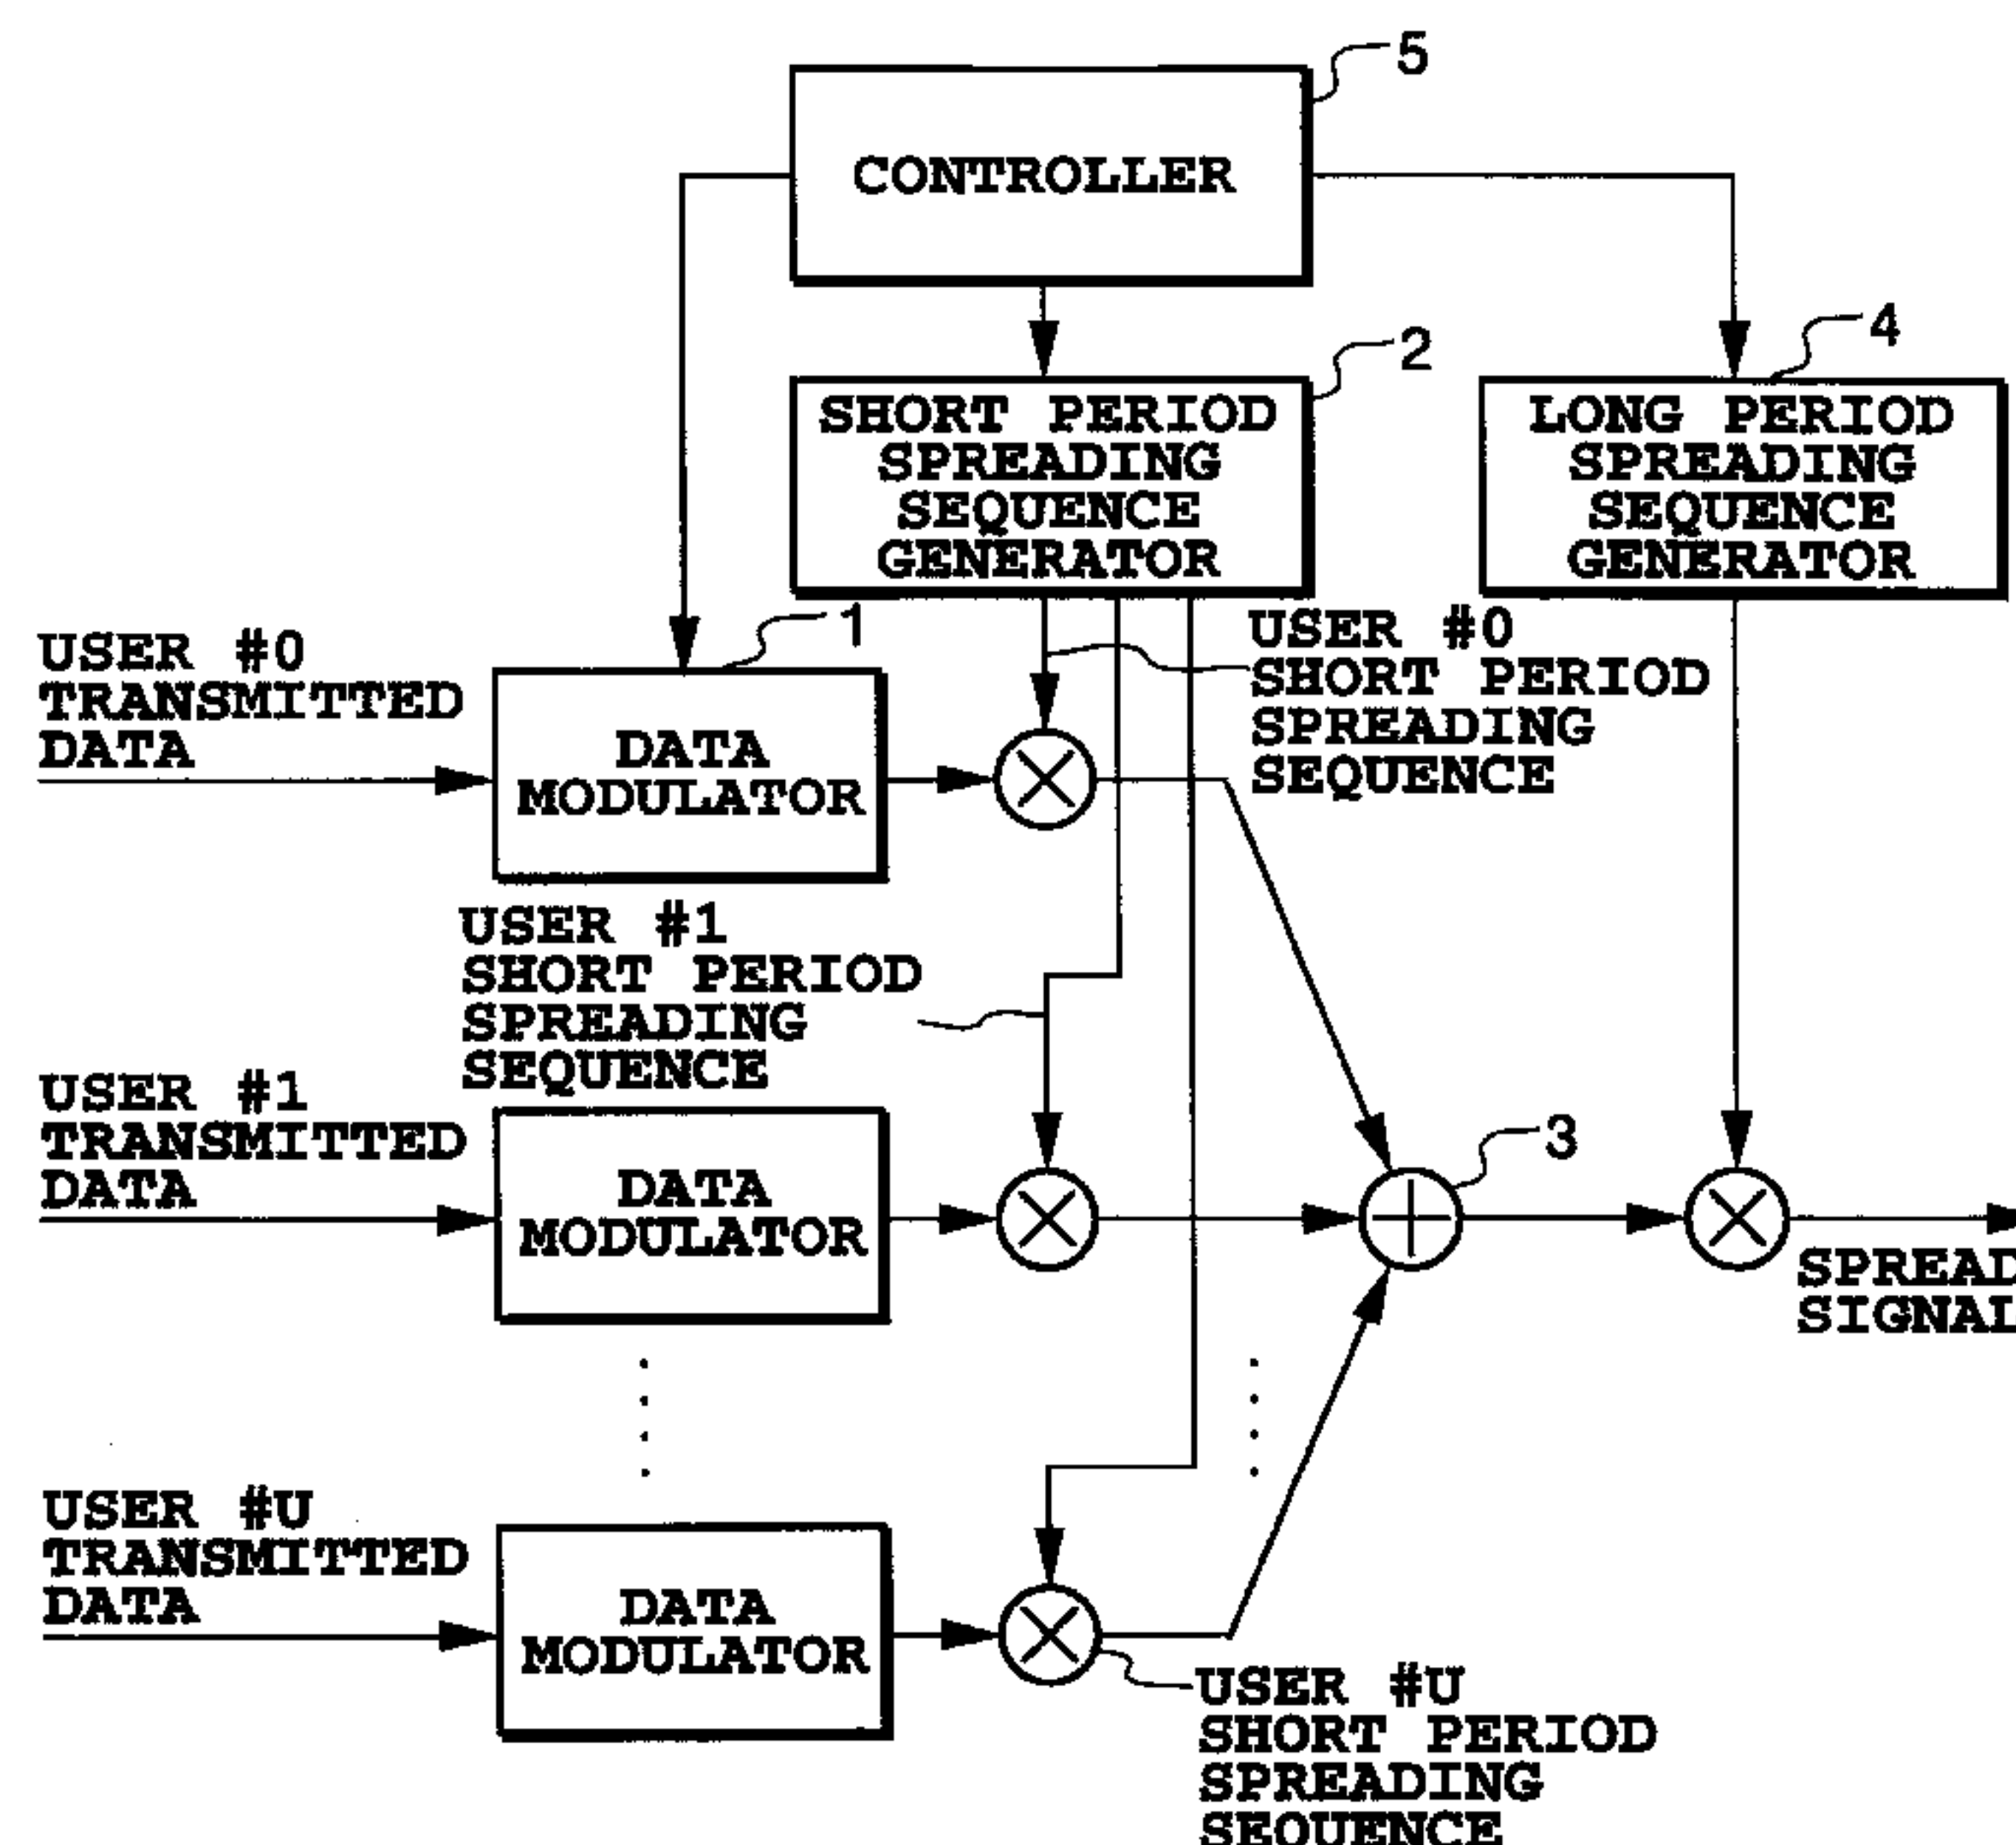 5
CONTROLLER
2
4
SHORT PERIOD
SPREADING
SEQUENCE
GENERATOR
LONG PERIOD
SPREADING
SEQUENCE
GENERATOR
1
USER #0
TRANSMITTED
DATA
USER #0
SHORT PERIOD
SPREADING
SEQUENCE
DATA
MODULATOR
USER #1
SHORT PERIOD
SPREADING
SEQUENCE
USER #1
TRANSMITTED
DATA
DATA
MODULATOR
3
SPREAD
SIGNAL
USER #U
TRANSMITTED
DATA
DATA
MODULATOR
USER #U
SHORT PERIOD
SPREADING
SEQUENCE